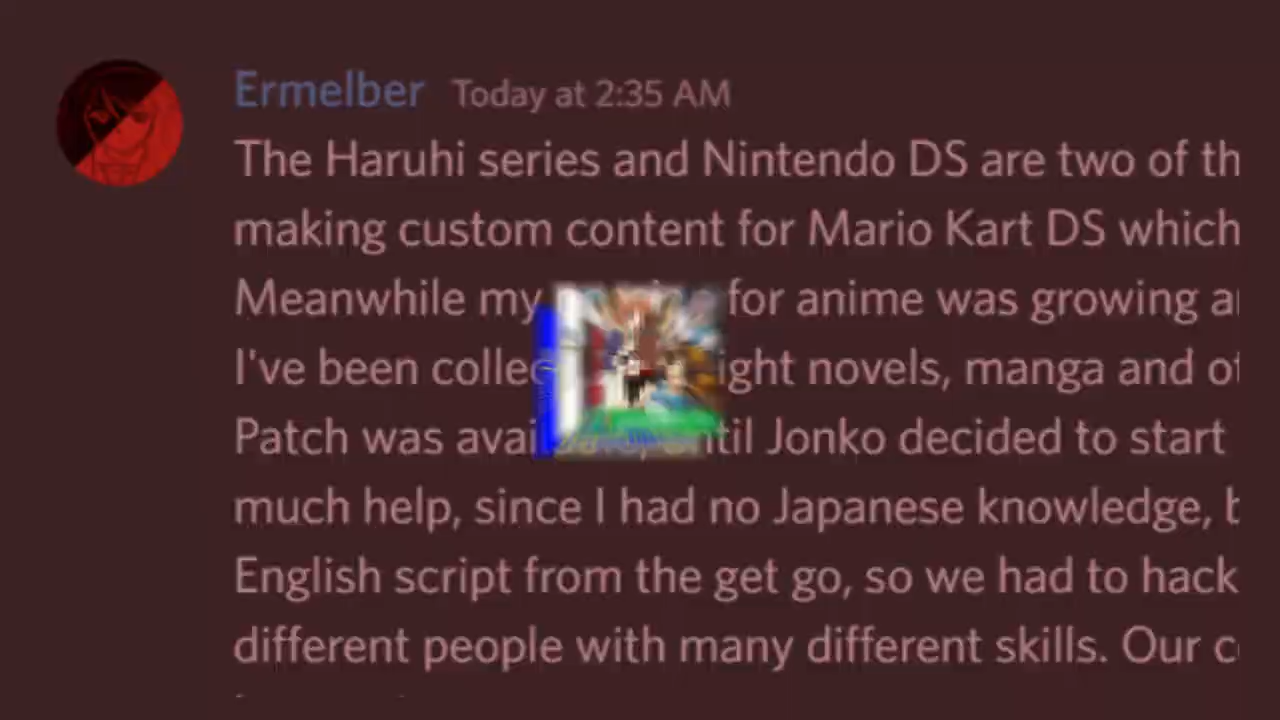 Ermelber Today at 2:35 AM
The Haruhi series and Nintendo DS are two of th
making custom content for Mario Kart DS which
Meanwhile my for anime was growing a
I've been collec ight novels, manga and of
Patch was avai til Jonko decided to start
much help, since I had no Japanese knowledge, b
English script from the get go, so we had to hack
different people with many different skills. Our c